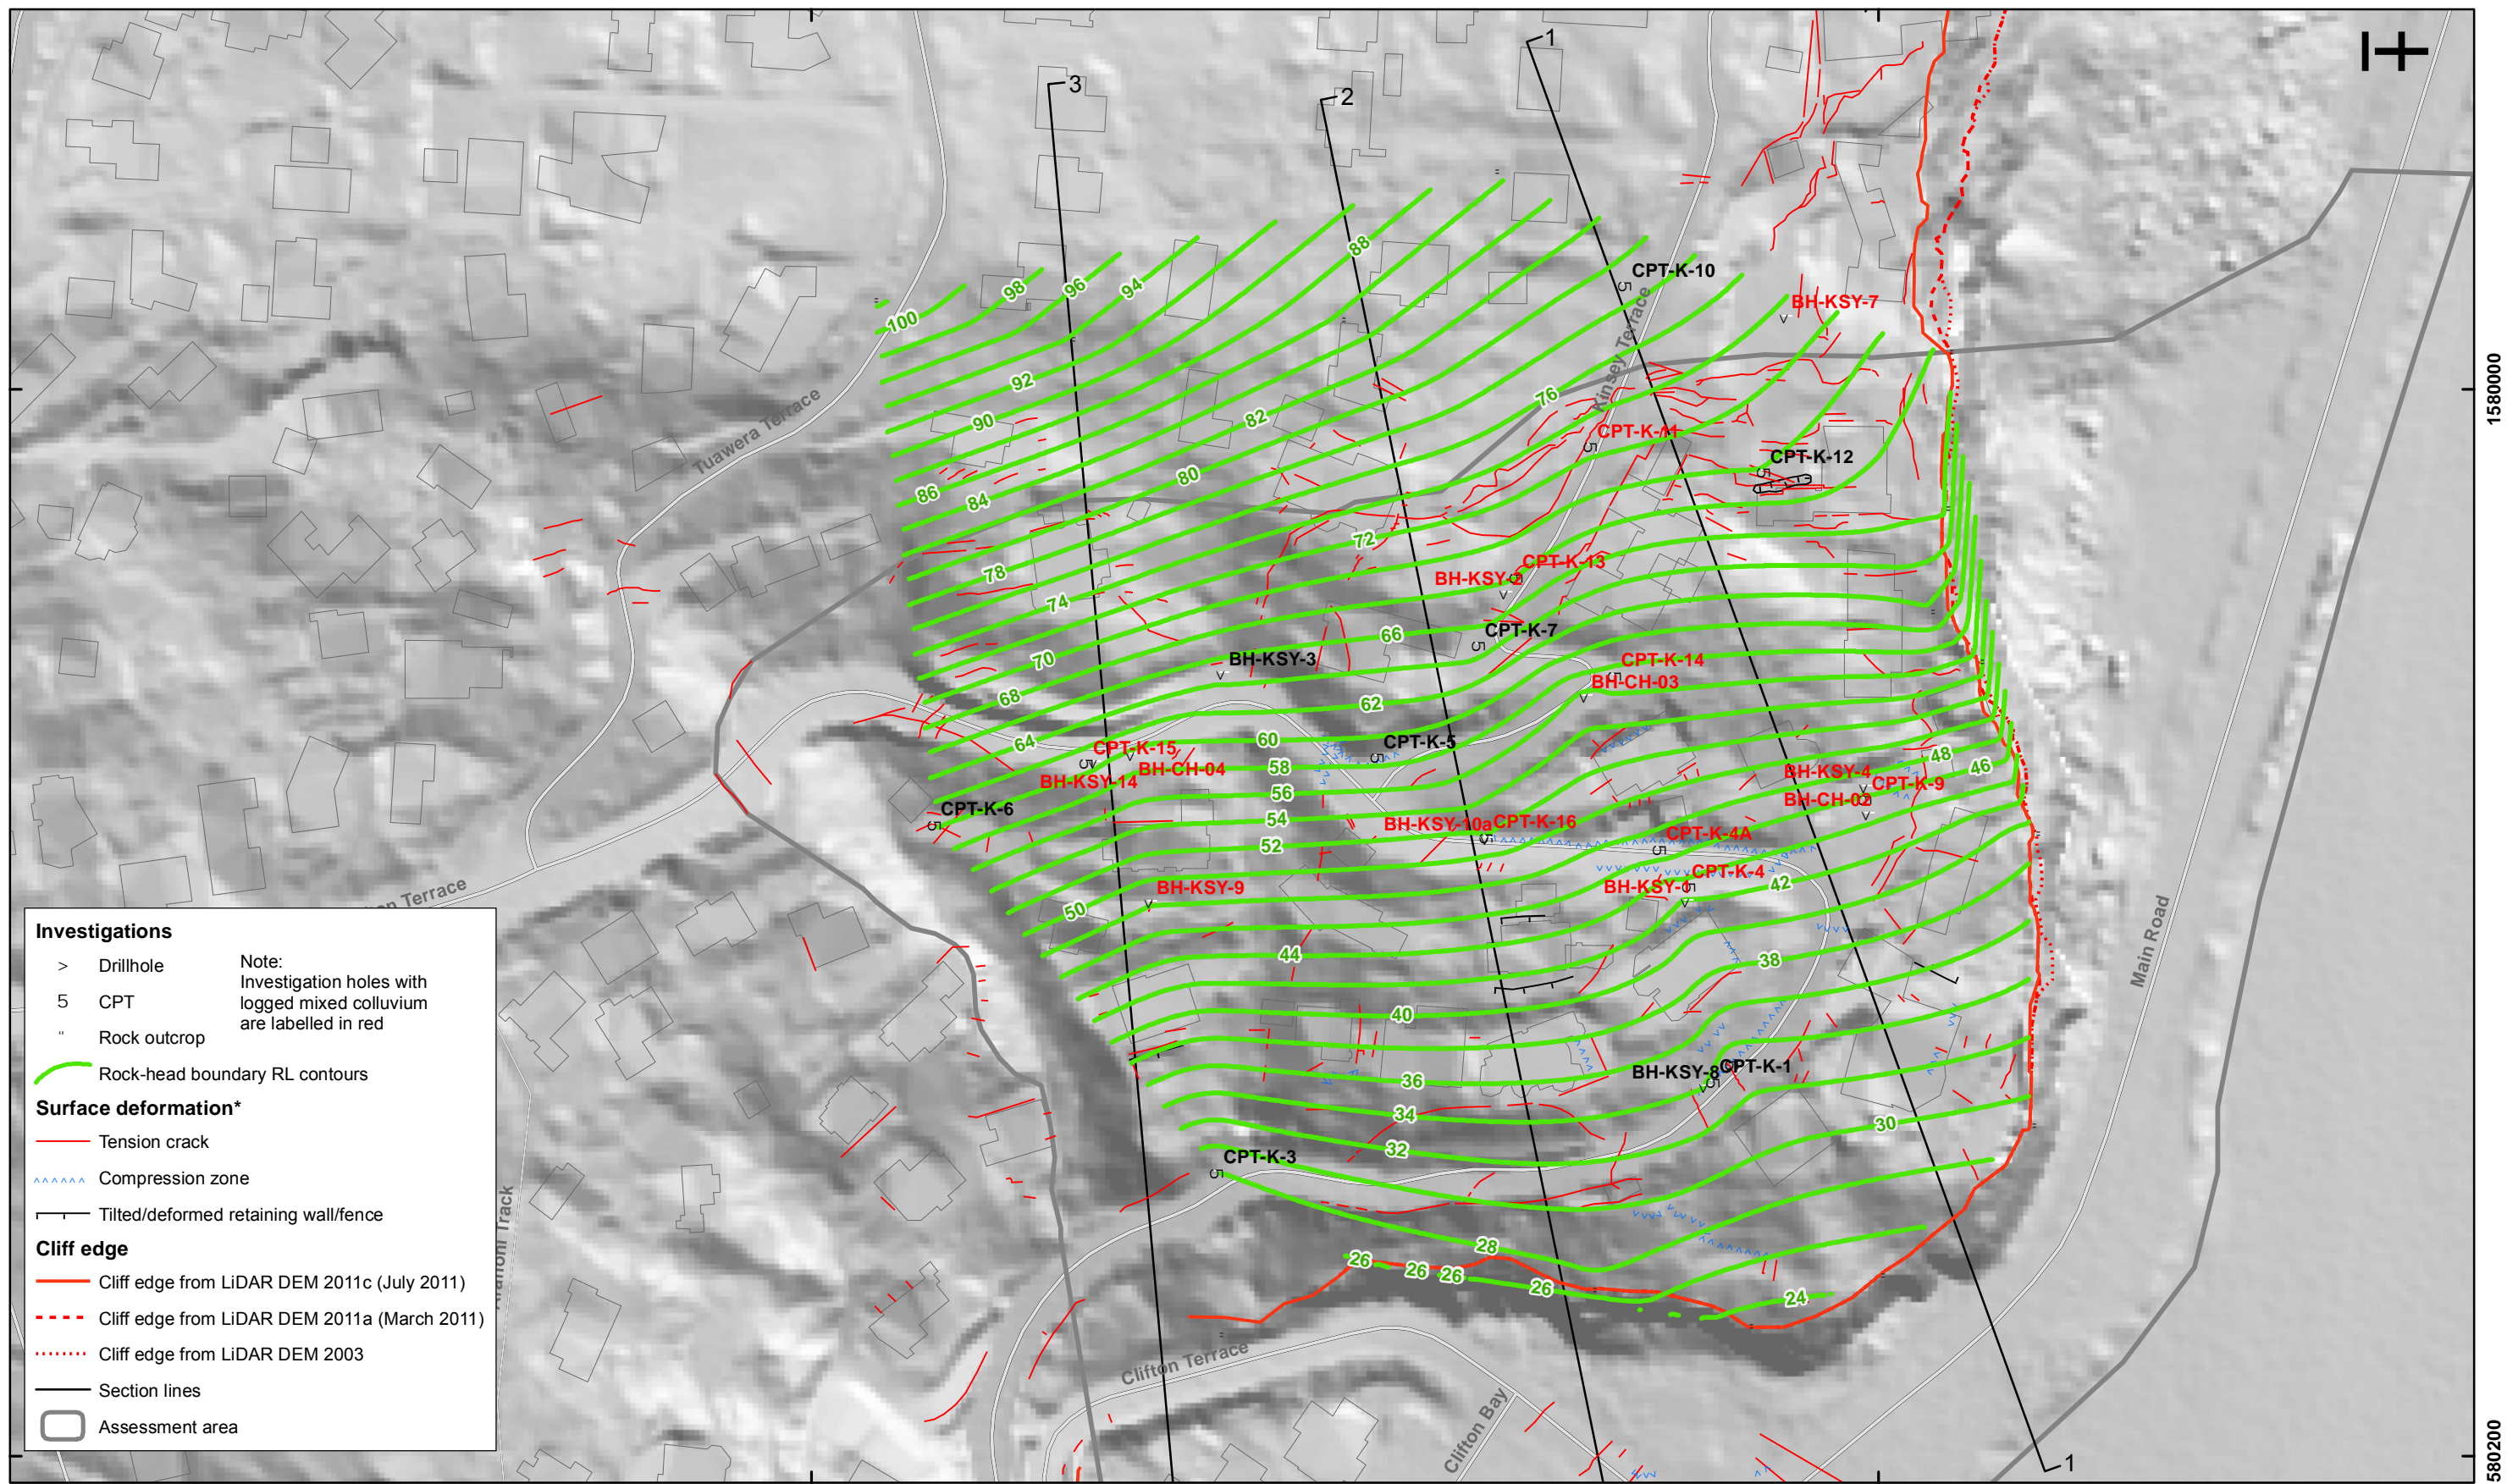 1
3
2
CPT-K-10
BH-KSY-7
Kinsey Terrace
88
98
96
94
100
92
90
82
76
1580000
Tuawera Terrace
CPT-K-11
CPT-K-12
86
84
80
72
78
74
CPT-K-13
BH-KSY-2
66
CPT-K-7
70
BH-KSY-3
CPT-K-14
BH-CH-03
68
62
64
60
CPT-K-5
CPT-K-15
58
BH-CH-04
BH-KSY-14
48
46
BH-KSY-4
CPT-K-9
BH-CH-02
56
CPT-K-6
54
BH-KSY-10a
CPT-K-16
CPT-K-4A
52
BH-KSY-9
CPT-K-4
42
50
44
38
Main Road
40
36
BH-KSY-8
CPT-K-1
34
30
32
CPT-K-3
28
26
26
26
26
24
Clifton Terrace
Clifton Bay
1
580200
Terrace
Track
Investigations
> Drillhole
5 CPT
" Rock outcrop
Note:
Investigation holes with
logged mixed colluvium
are labelled in red
Rock-head boundary RL contours
Surface deformation*
Tension crack
Compression zone
Tilted/deformed retaining wall/fence
Cliff edge
Cliff edge from LiDAR DEM 2011c (July 2011)
Cliff edge from LiDAR DEM 2011a (March 2011)
Cliff edge from LiDAR DEM 2003
Section lines
Assessment area